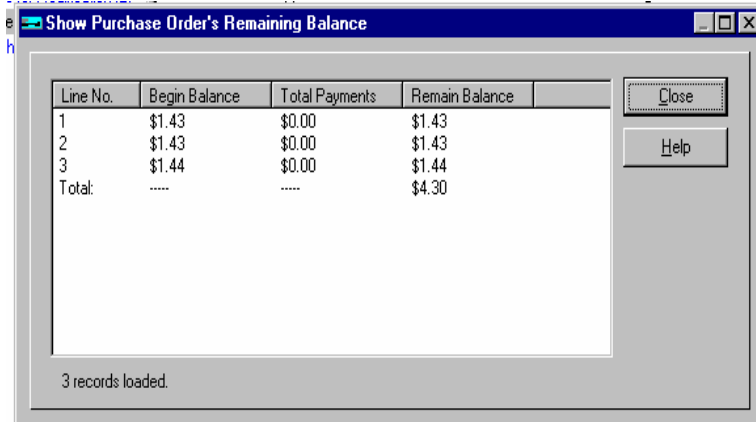 Show Purchase Order's Remaining Balance
Line No. Begin Balance Total Payments Remain Balance
1 $1.43 $0.00 $1.43
2 $1.43 $0.00 $1.43
3 $1.44 $0.00 $1.44
Total: ----- ----- $4.30
Close
Help
3 records loaded.